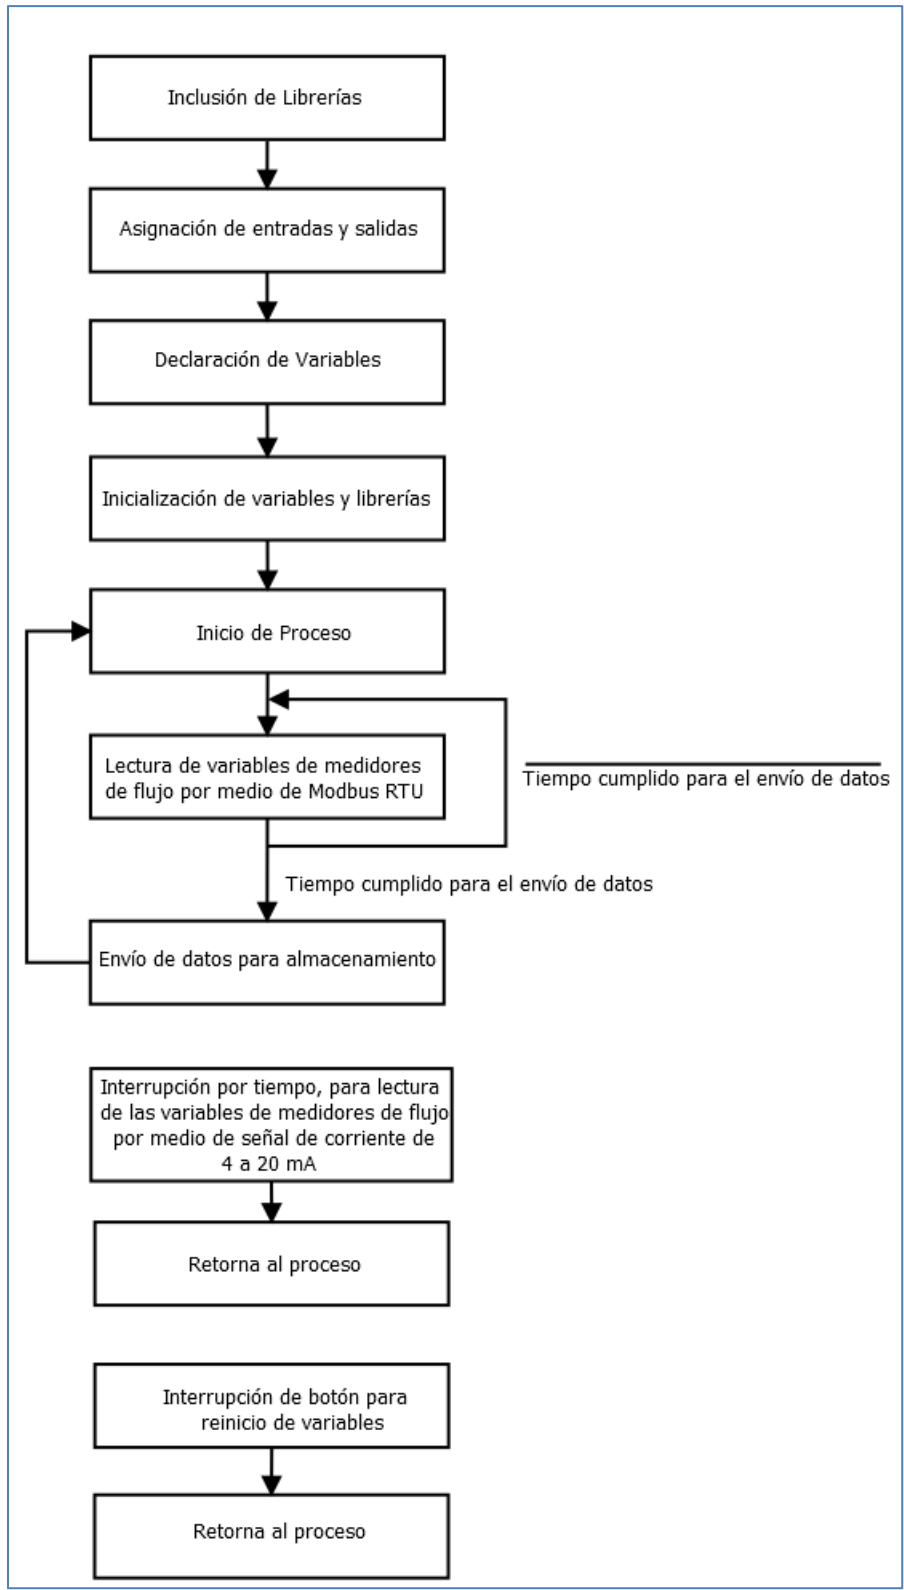 Inclusión de Librerías
Asignación de entradas y salidas
Declaración de Variables
Inicialización de variables y librerías
Inicio de Proceso
Lectura de variables de medidores
de flujo por medio de Modbus RTU
Tiempo cumplido para el envío de datos
Tiempo cumplido para el envío de datos
Envío de datos para almacenamiento
Interrupción por tiempo, para lectura
de las variables de medidores de flujo
por medio de señal de corriente de
4 a 20 mA
Retorna al proceso
Interrupción de botón para
reinicio de variables
Retorna al proceso